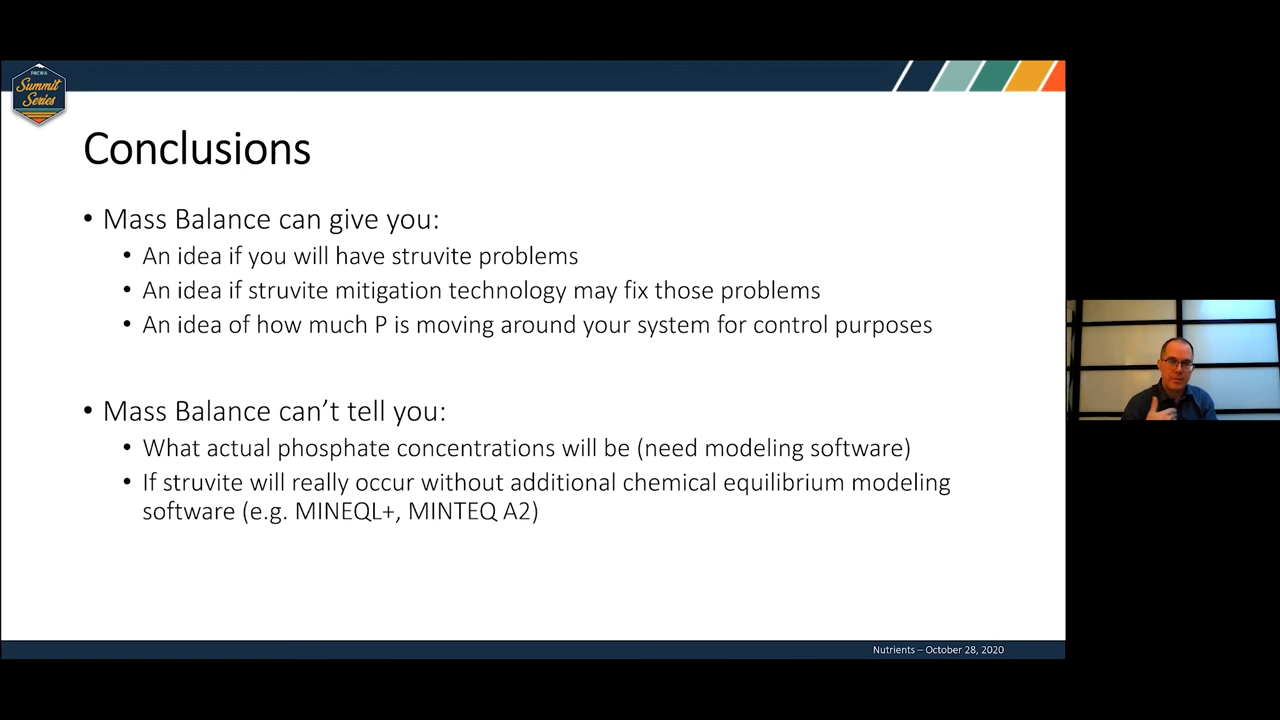 RMCWA
Summit
Series
Conclusions
• Mass Balance can give you:
• An idea if you will have struvite problems
• An idea if struvite mitigation technology may fix those problems
• An idea of how much P is moving around your system for control purposes
• Mass Balance can’t tell you:
• What actual phosphate concentrations will be (need modeling software)
• If struvite will really occur without additional chemical equilibrium modeling
software (e.g. MINEQL+, MINTEQ A2)
Nutrients – October 28, 2020